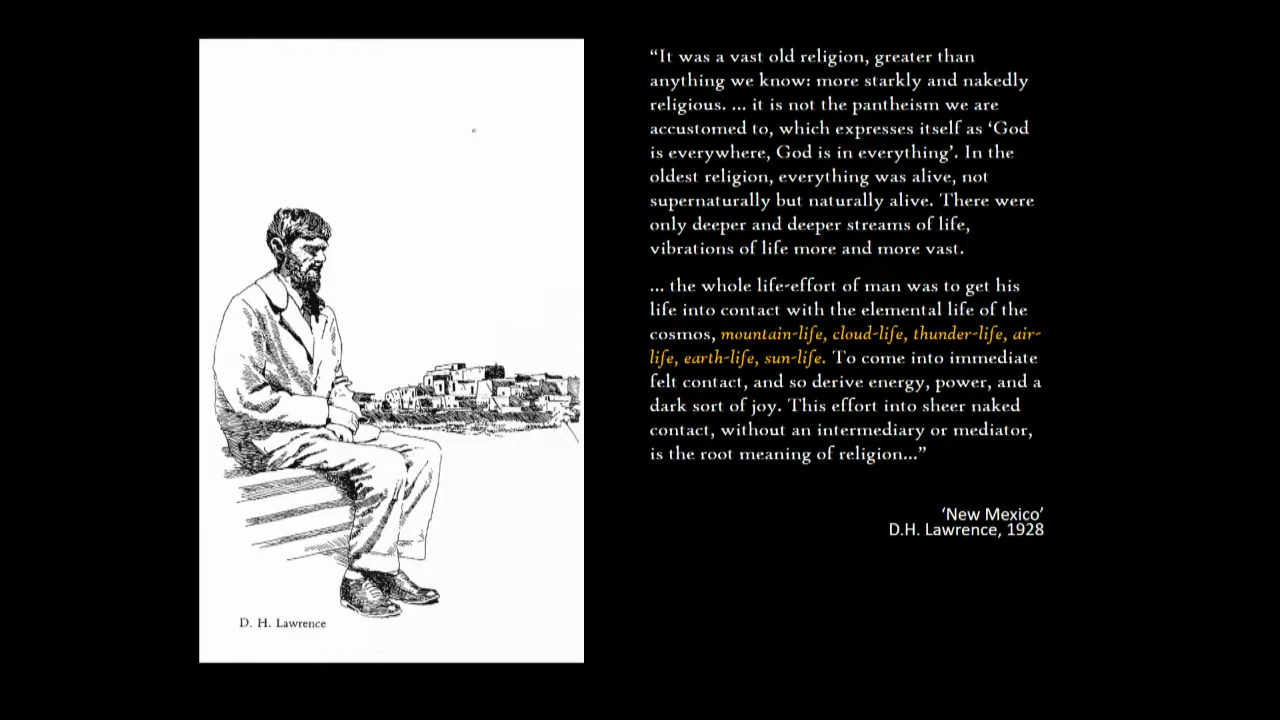 “It was a vast old religion, greater than
anything we know: more starkly and nakedly
religious. ... it is not the pantheism we are
accustomed to, which expresses itself as ‘God
is everywhere, God is in everything’. In the
oldest religion, everything was alive, not
supernaturally but naturally alive. There were
only deeper and deeper streams of life,
vibrations of life more and more vast.
... the whole life-effort of man was to get his
life into contact with the elemental life of the
cosmos, mountain-life, cloud-life, thunder-life, air-
life, earth-life, sun-life. To come into immediate
felt contact, and so derive energy, power, and a
dark sort of joy. This effort into sheer naked
contact, without an intermediary or mediator,
is the root meaning of religion...”
‘New Mexico’
D.H. Lawrence, 1928
D. H. Lawrence